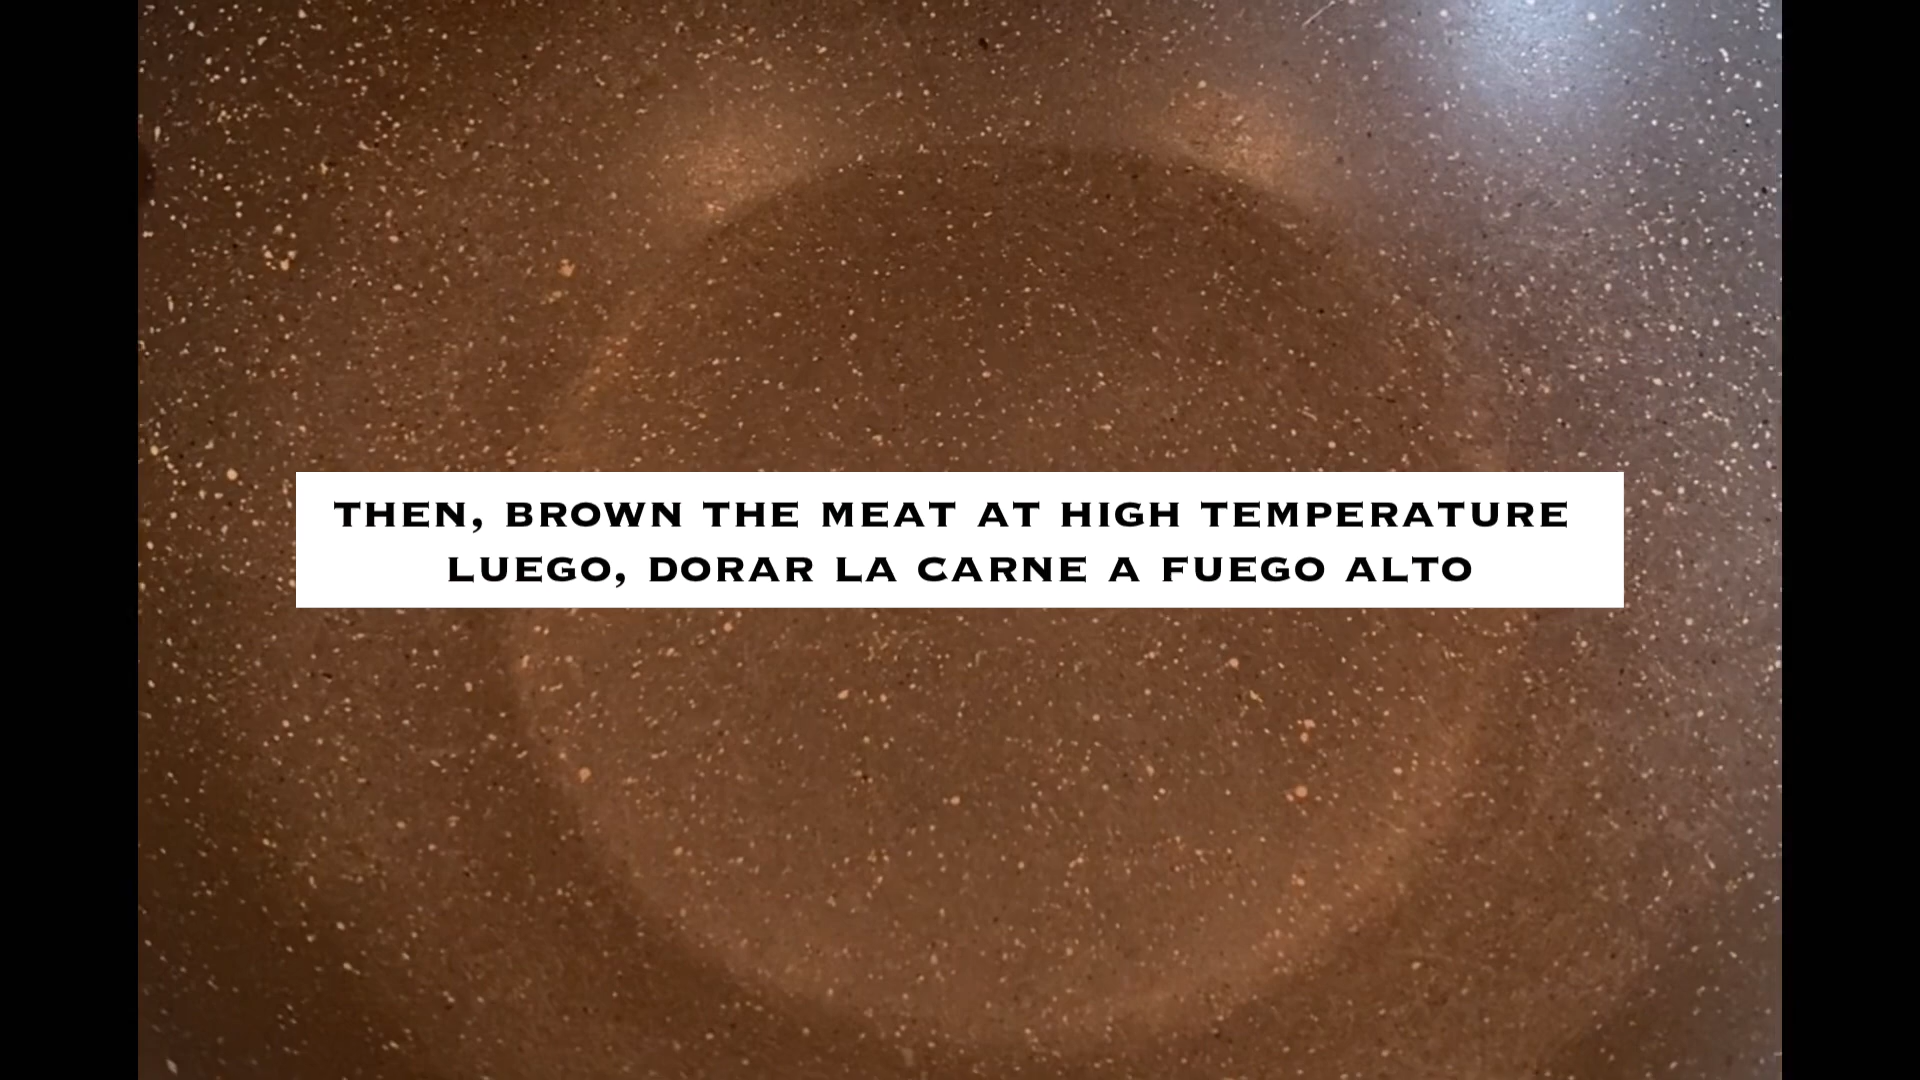 THEN, BROWN THE MEAT AT HIGH TEMPERATURE
LUEGO, DORAR LA CARNE A FUEGO ALTO